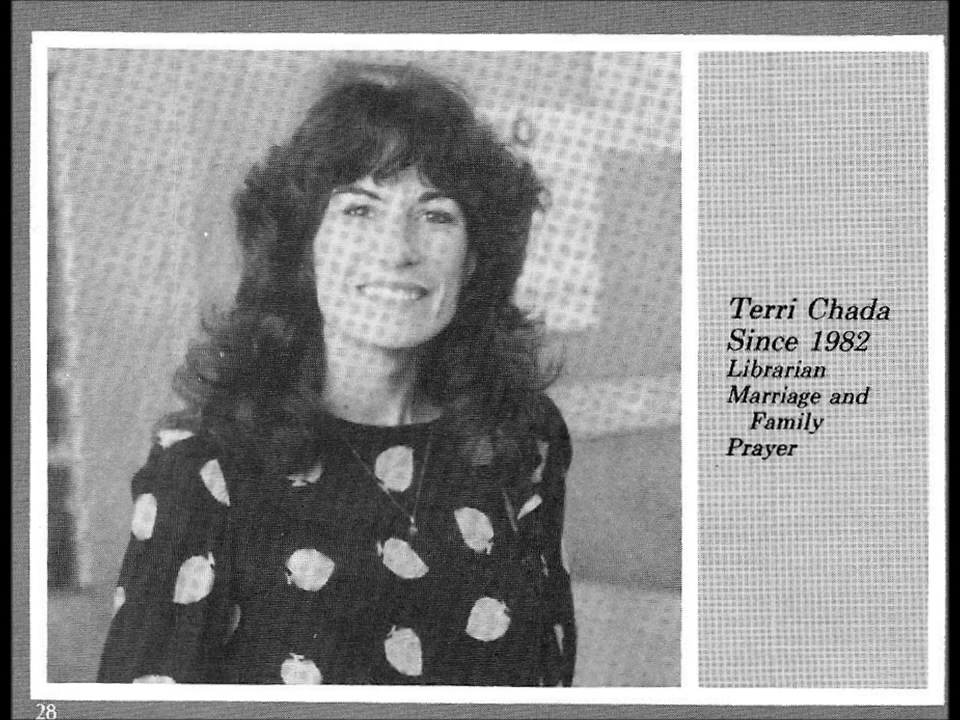 Terri Chada
Since 1982
Librarian
Marriage and
Family
Prayer
28